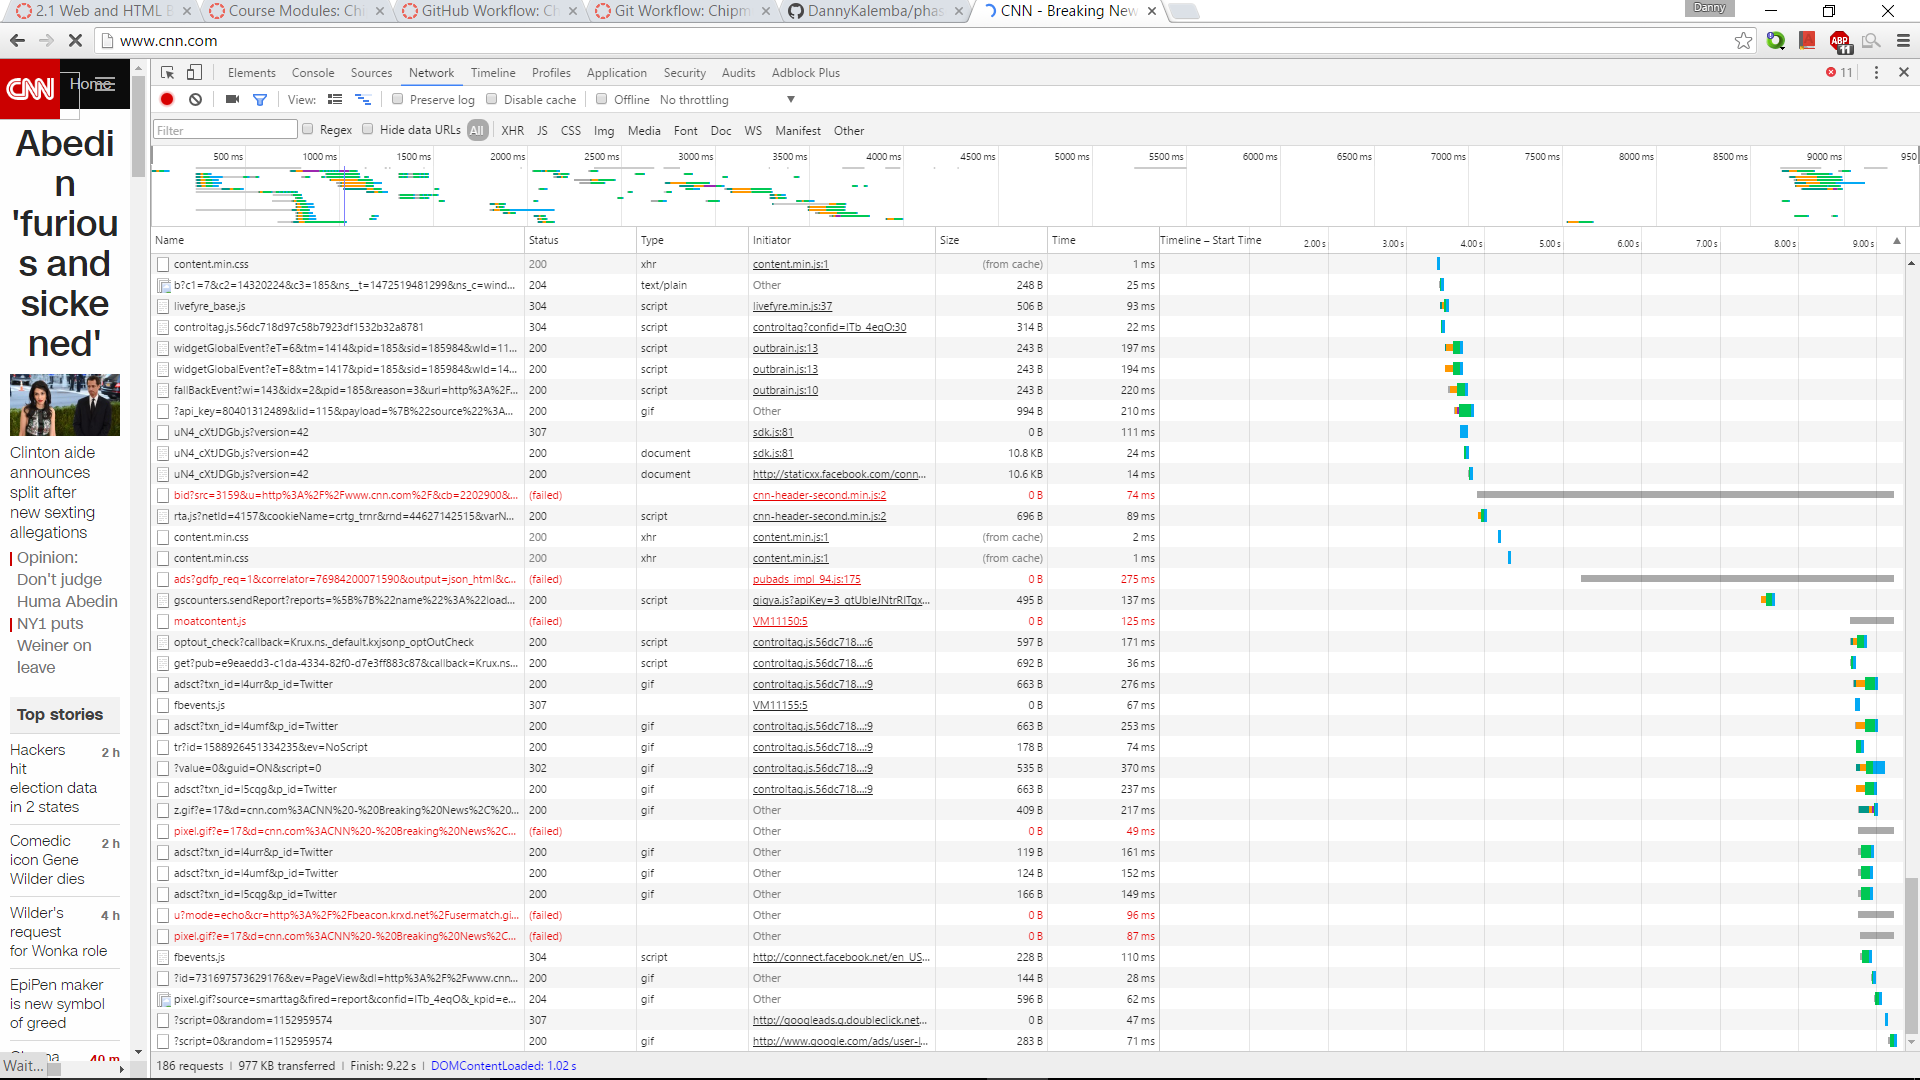 2.1 Web and HTML B
Course Modules: Chi
GitHub Workflow: Ch
Git Workflow: Chipm
DannyKalemba/phas
CNN - Breaking New
Danny
www.cnn.com
ABP
11
Elements Console Sources Network Timeline Profiles Application Security Audits Adblock Plus
11
View: Preserve log Disable cache Offline No throttling
Filter Regex Hide data URLs All XHR JS CSS Img Media Font Doc WS Manifest Other
500 ms 1000 ms 1500 ms 2000 ms 2500 ms 3000 ms 3500 ms 4000 ms 4500 ms 5000 ms 5500 ms 6000 ms 6500 ms 7000 ms 7500 ms 8000 ms 8500 ms 9000 ms 950
Name Status Type Initiator Size Time Timeline – Start Time 2.00 s 3.00 s 4.00 s 5.00 s 6.00 s 7.00 s 8.00 s 9.00 s
content.min.css 200 xhr content.min.js:1 (from cache) 1 ms
b?c1=7&c2=14320224&c3=185&ns__t=1472519481299&ns_c=wind... 204 text/plain Other 248 B 25 ms
livefyre_base.js 304 script livefyre.min.js:37 506 B 93 ms
controltag.js.56dc718d97c58b7923df1532b32a8781 304 script controltag?confid=ITb_4eqO:30 314 B 22 ms
widgetGlobalEvent?eT=6&tm=1414&pid=185&sid=185984&wId=11... 200 script outbrain.js:13 243 B 197 ms
widgetGlobalEvent?eT=8&tm=1417&pid=185&sid=185984&wId=14... 200 script outbrain.js:13 243 B 194 ms
fallBackEvent?wi=143&idx=2&pid=185&reason=3&url=http%3A%2F... 200 script outbrain.js:10 243 B 220 ms
?api_key=80401312489&lid=115&payload=%7B%22source%22%3A... 200 gif Other 994 B 210 ms
uN4_cXtJDGb.js?version=42 307 sdk.js:81 0 B 111 ms
uN4_cXtJDGb.js?version=42 200 document sdk.js:81 10.8 KB 24 ms
uN4_cXtJDGb.js?version=42 200 document http://staticxx.facebook.com/conn... 10.6 KB 14 ms
bid?src=3159&u=http%3A%2F%2Fwww.cnn.com%2F&cb=2202900&... (failed) cnn-header-second.min.js:2 0 B 74 ms
rta.js?netId=4157&cookieName=crtg_trnr&rnd=44627142515&varN... 200 script cnn-header-second.min.js:2 696 B 89 ms
content.min.css 200 xhr content.min.js:1 (from cache) 2 ms
content.min.css 200 xhr content.min.js:1 (from cache) 1 ms
ads?gdfp_req=1&correlator=76984200071590&output=json_html&c... (failed) pubads_impl_94.js:175 0 B 275 ms
gscounters.sendReport?reports=%5B%7B%22name%22%3A%22load... 200 script gigya.js?apiKey=3_gtUbleJNtrRITgx... 495 B 137 ms
moatcontent.js (failed) VM11150:5 0 B 125 ms
optout_check?callback=Krux.ns._default.kxjsonp_optOutCheck 200 script controltag.js.56dc718...:6 597 B 171 ms
get?pub=e9eaedd3-c1da-4334-82f0-d7e3ff883c87&callback=Krux.ns... 200 script controltag.js.56dc718...:6 692 B 36 ms
adsct?txn_id=l4urr&p_id=Twitter 200 gif controltag.js.56dc718...:9 663 B 276 ms
fbevents.js 307 VM11155:5 0 B 67 ms
adsct?txn_id=l4umf&p_id=Twitter 200 gif controltag.js.56dc718...:9 663 B 253 ms
tr?id=1588926451334235&ev=NoScript 200 gif controltag.js.56dc718...:9 178 B 74 ms
?value=0&guid=ON&script=0 302 gif controltag.js.56dc718...:9 535 B 370 ms
adsct?txn_id=l5cqg&p_id=Twitter 200 gif controltag.js.56dc718...:9 663 B 237 ms
z.gif?e=17&d=cnn.com%3ACNN%20-%20Breaking%20News%2C%20... 200 gif Other 409 B 217 ms
pixel.gif?e=17&d=cnn.com%3ACNN%20-%20Breaking%20News%2C... (failed) Other 0 B 49 ms
adsct?txn_id=l4urr&p_id=Twitter 200 gif Other 119 B 161 ms
adsct?txn_id=l4umf&p_id=Twitter 200 gif Other 124 B 152 ms
adsct?txn_id=l5cqg&p_id=Twitter 200 gif Other 166 B 149 ms
u?mode=echo&cr=http%3A%2F%2Fbeacon.krxd.net%2Fusermatch.gi... (failed) Other 0 B 96 ms
pixel.gif?e=17&d=cnn.com%3ACNN%20-%20Breaking%20News%2C... (failed) Other 0 B 87 ms
fbevents.js 304 script http://connect.facebook.net/en_US... 228 B 110 ms
?id=731697573629176&ev=PageView&dl=http%3A%2F%2Fwww.cnn... 200 gif Other 144 B 28 ms
pixel.gif?source=smarttag&fired=report&confid=ITb_4eqO&_kpid=e... 204 gif Other 596 B 62 ms
?script=0&random=1152959574 307 http://googleads.g.doubleclick.net... 0 B 47 ms
?script=0&random=1152959574 200 gif http://www.google.com/ads/user-l... 283 B 71 ms
186 requests | 977 KB transferred | Finish: 9.22 s | DOMContentLoaded: 1.02 s
CNN
Home
Abedi
n
'furiou
s and
sicke
ned'
Clinton aide
announces
split after
new sexting
allegations
Opinion:
Don't judge
Huma Abedin
NY1 puts
Weiner on
leave
Top stories
Hackers 2 h
hit
election data
in 2 states
Comedic 2 h
icon Gene
Wilder dies
Wilder's 4 h
request
for Wonka role
EpiPen maker
is new symbol
of greed
40 m
Wait...